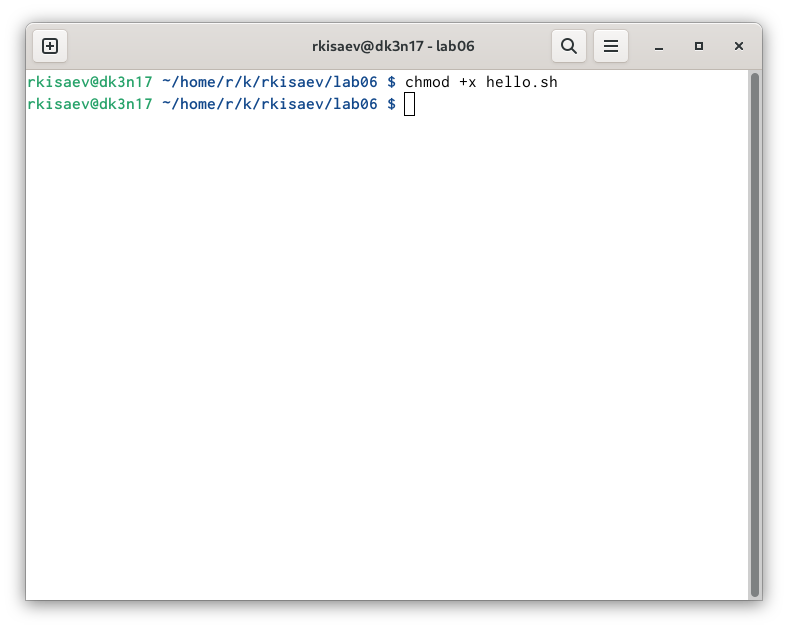 rkisaev@dk3n17 - lab06
rkisaev@dk3n17 ~/home/r/k/rkisaev/lab06 $ chmod +x hello.sh
rkisaev@dk3n17 ~/home/r/k/rkisaev/lab06 $